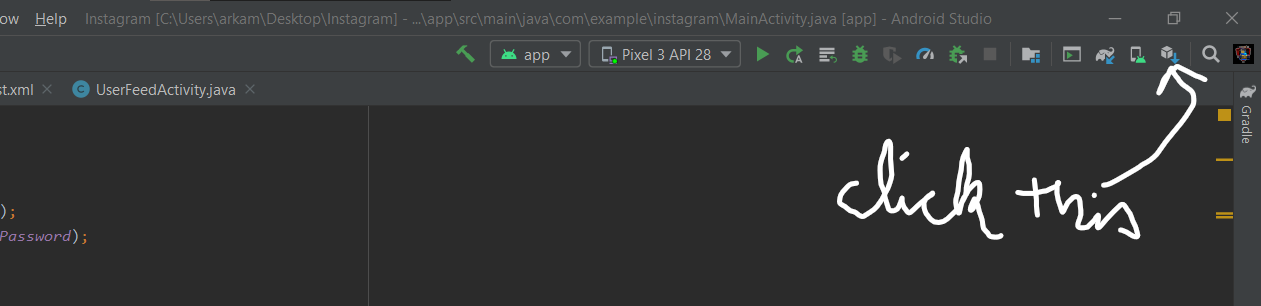 ow Help Instagram [C:\Users\arkam\Desktop\Instagram] - ...\app\src\main\java\com\example\instagram\MainActivity.java [app] - Android Studio
app Pixel 3 API 28
st.xml UserFeedActivity.java
Gradle
click this
);
Password);